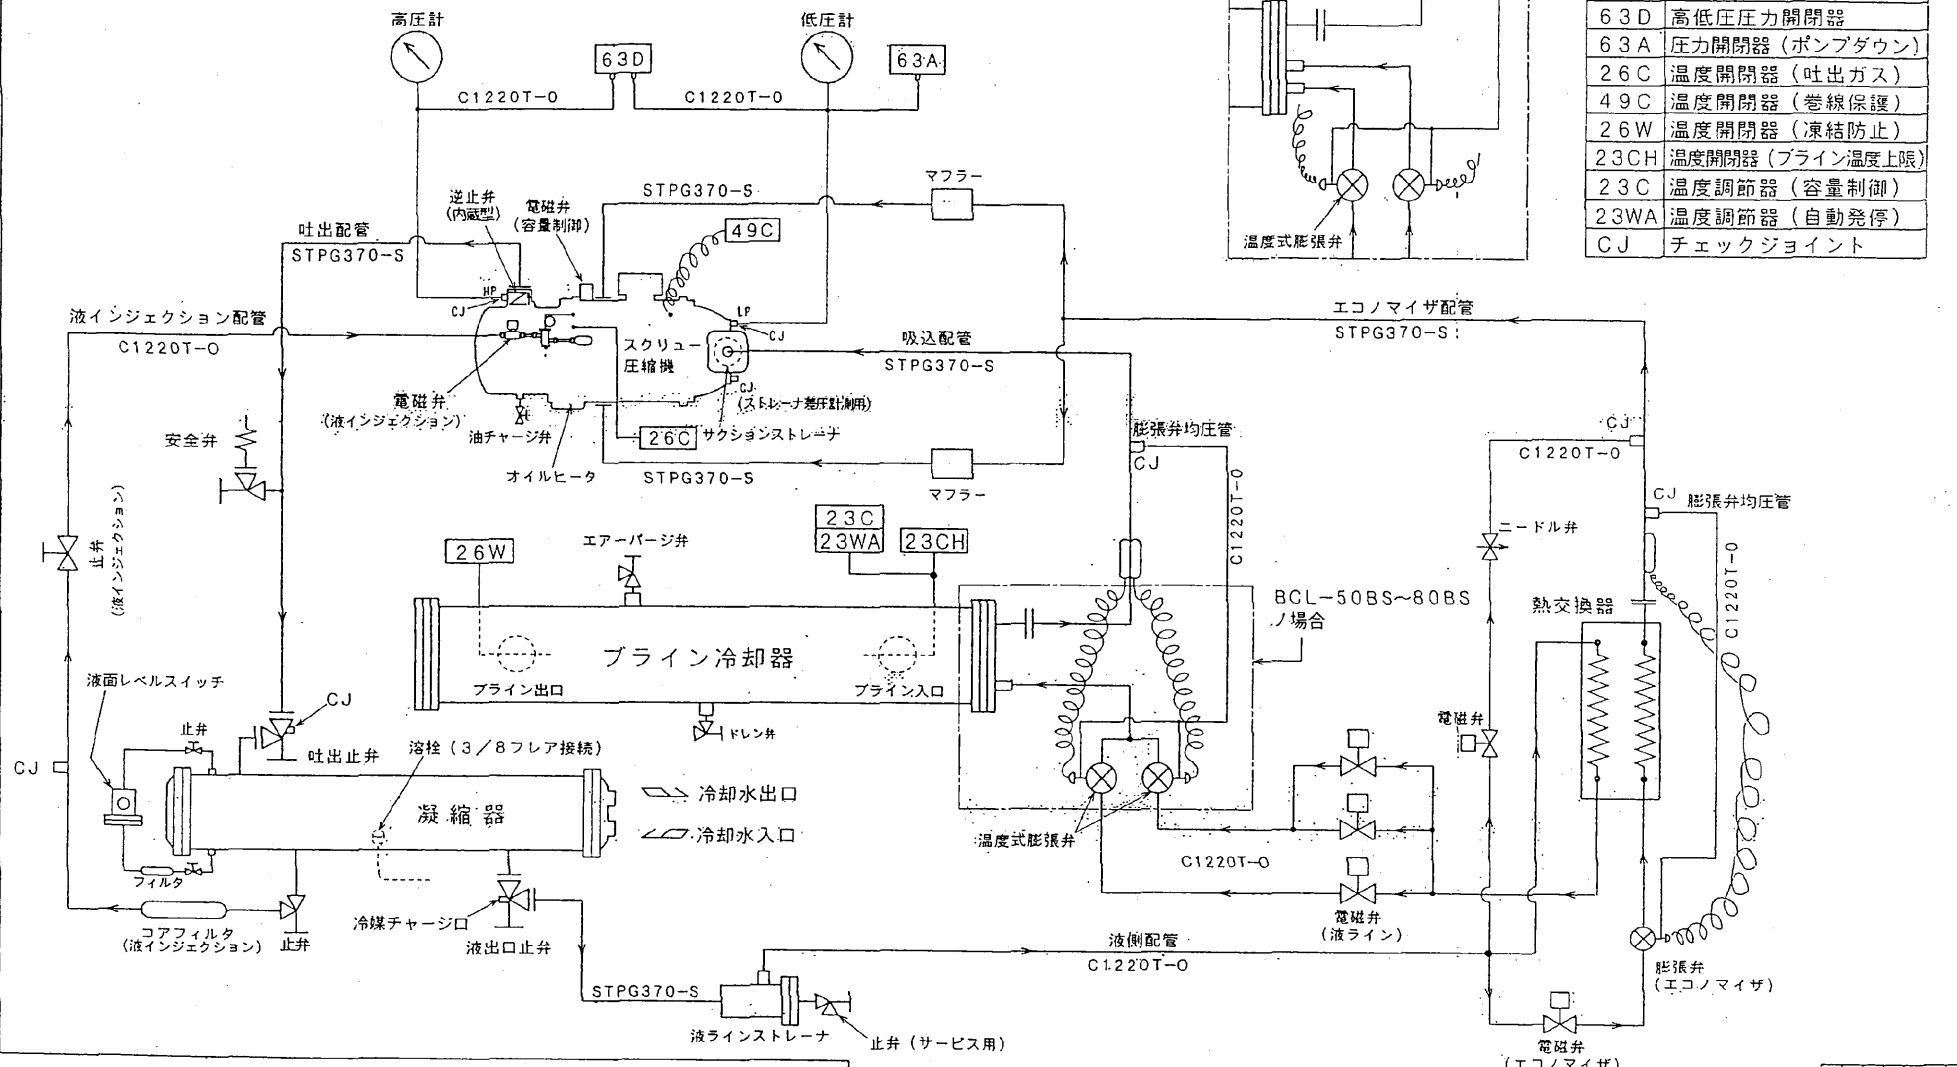 高圧計
低圧計
63D
63A
C1220T-O
C1220T-O
63D 高低圧圧力開閉器
63A 圧力開閉器(ポンプダウン)
26C 温度開閉器(吐出ガス)
49C 温度開閉器(巻線保護)
26W 温度開閉器(凍結防止)
23CH 温度開閉器(ブライン温度上限)
23C 温度調節器(容量制御)
23WA 温度調節器(自動発停)
CJ チェックジョイント
温度式膨張弁
STPG370-S
マフラー
逆止弁
(内蔵型)
電磁弁
(容量制御)
49C
吐出配管
STPG370-S
HP
CJ
LP
CJ
液インジェクション配管
C1220T-O
スクリュー
圧縮機
吸込配管
STPG370-S
エコノマイザ配管
STPG370-S
CJ
(ストレーナ差圧計測用)
電磁弁
(液インジェクション)
油チャージ弁
26C
サクションストレーナ
オイルヒータ
STPG370-S
マフラー
安全弁
止弁
(液インジェクション)
膨張弁均圧管
CJ
C1220T-O
CJ
C1220T-O
CJ
膨張弁均圧管
C1220T-O
ニードル弁
熱交換器
26W
エアーパージ弁
23C
23WA
23CH
BCL-50BS~80BS
ノ場合
ブライン冷却器
ブライン出口
ブライン入口
ドレン弁
液面レベルスイッチ
止弁
CJ
吐出止弁
CJ
溶栓(3/8フレア接続)
凝縮器
冷却水出口
冷却水入口
フィルタ
コアフィルタ
(液インジェクション)
止弁
冷媒チャージ口
液出口止弁
STPG370-S
液ラインストレーナ
止弁(サービス用)
温度式膨張弁
C1220T-O
電磁弁
電磁弁
(液ライン)
液側配管
C1220T-O
膨張弁
(エコノマイザ)
電磁弁
(エコノマイザ)